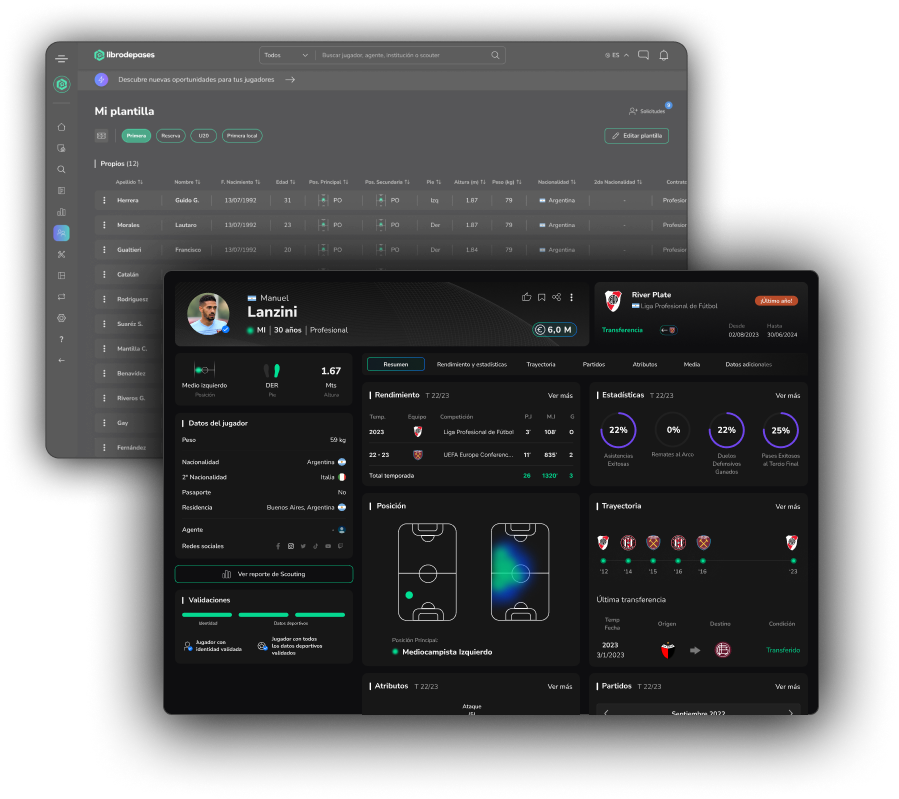 librodepases
Todos
Buscar jugador, agente, institución o scouter
ES
Descubre nuevas oportunidades para tus jugadores
Mi plantilla
Solicitudes
Primera
Reserva
U20
Primera local
Editar plantilla
Propios (12)
Apellido Nombre F. Nacimiento Edad Pos. Principal Pos. Secundaria Pie Altura (m) Peso (kg) Nacionalidad 2da Nacionalidad Contrato
Herrera Guido G. 13/07/1992 31 PO PO Izq 1.87 79 Argentina - Profesion
Morales Lautaro 13/07/1992 23 PO PO Der 1.87 79 Argentina - Profesion
Gualtieri Francisco 13/07/1992 20 PO PO Der 1.84 79 Argentina - Profesion
Catalán
Rodriguez
Suaréz S.
Mantilla C.
Benavidez
Riveros G.
Gey
Fernández
Manuel
Lanzini
MI | 30 años | Profesional
6,0 M
River Plate
Liga Profesional de Fútbol
¡Último año!
Transferencia
Desde
02/08/2023
Hasta
30/06/2024
Medio izquierdo
Posición
DER
Pie
1.67
Mts
Altura
Datos del jugador
Peso 59 kg
Nacionalidad Argentina
2° Nacionalidad Italia
Pasaporte No
Residencia Buenos Aires, Argentina
Agente -
Redes sociales
Ver reporte de Scouting
Validaciones
Identidad
Datos deportivos
Jugador con
identidad validada
Jugador con todos
los datos deportivos
validados
Resumen
Rendimiento y estadísticas
Trayectoria
Partidos
Atributos
Media
Datos adicionales
Rendimiento T 22/23 Ver más
Temp. Equipo Competición P.J M.J G
2023 Liga Profesional de Fútbol 3' 108' 0
22 - 23 UEFA Europe Conferenc... 11' 835' 2
Total temporada 26 1320' 3
Posición
Posición Principal:
Mediocampista Izquierdo
Atributos T 22/23 Ver más
Ataque
Estadísticas T 22/23 Ver más
22%
Asistencias
Exitosas
0%
Remates al Arco
22%
Duelos
Defensivos
Ganados
25%
Pases Exitosos
al Tercio Final
Trayectoria Ver más
'12 '14 '15 '16 '16 '23
Última transferencia
Temp
Fecha
Origen
Destino
Condición
2023
3/1/2023
Transferido
Partidos T 22/23 Ver más
Septiembre 2022